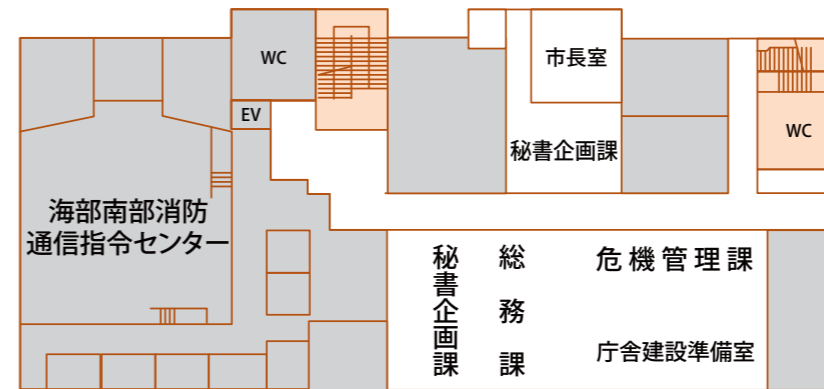 WC
市長室
EV
WC
秘書企画課
海部南部消防
通信指令センター
秘書企画課
総務課
危機管理課
庁舎建設準備室